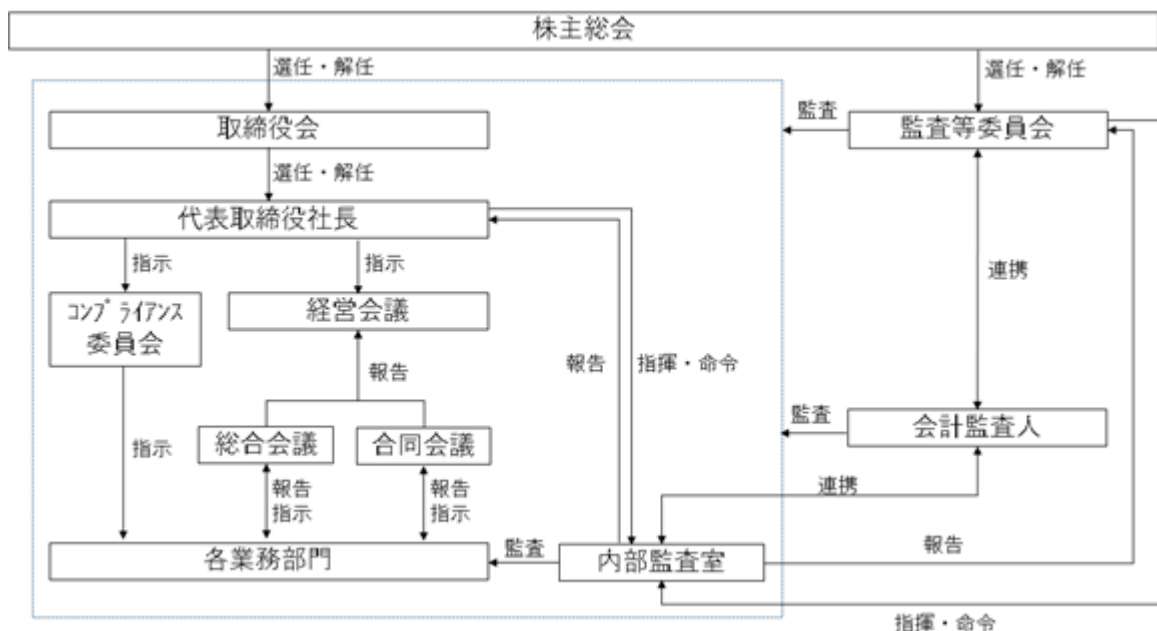 株主総会
選任・解任
選任・解任
取締役会
監査
監査等委員会
選任・解任
代表取締役社長
指示
指示
連携
コンプライアンス
委員会
経営会議
報告
報告
指揮・命令
監査
会計監査人
総合会議
合同会議
指示
報告
指示
報告
指示
連携
各業務部門
監査
内部監査室
報告
指揮・命令